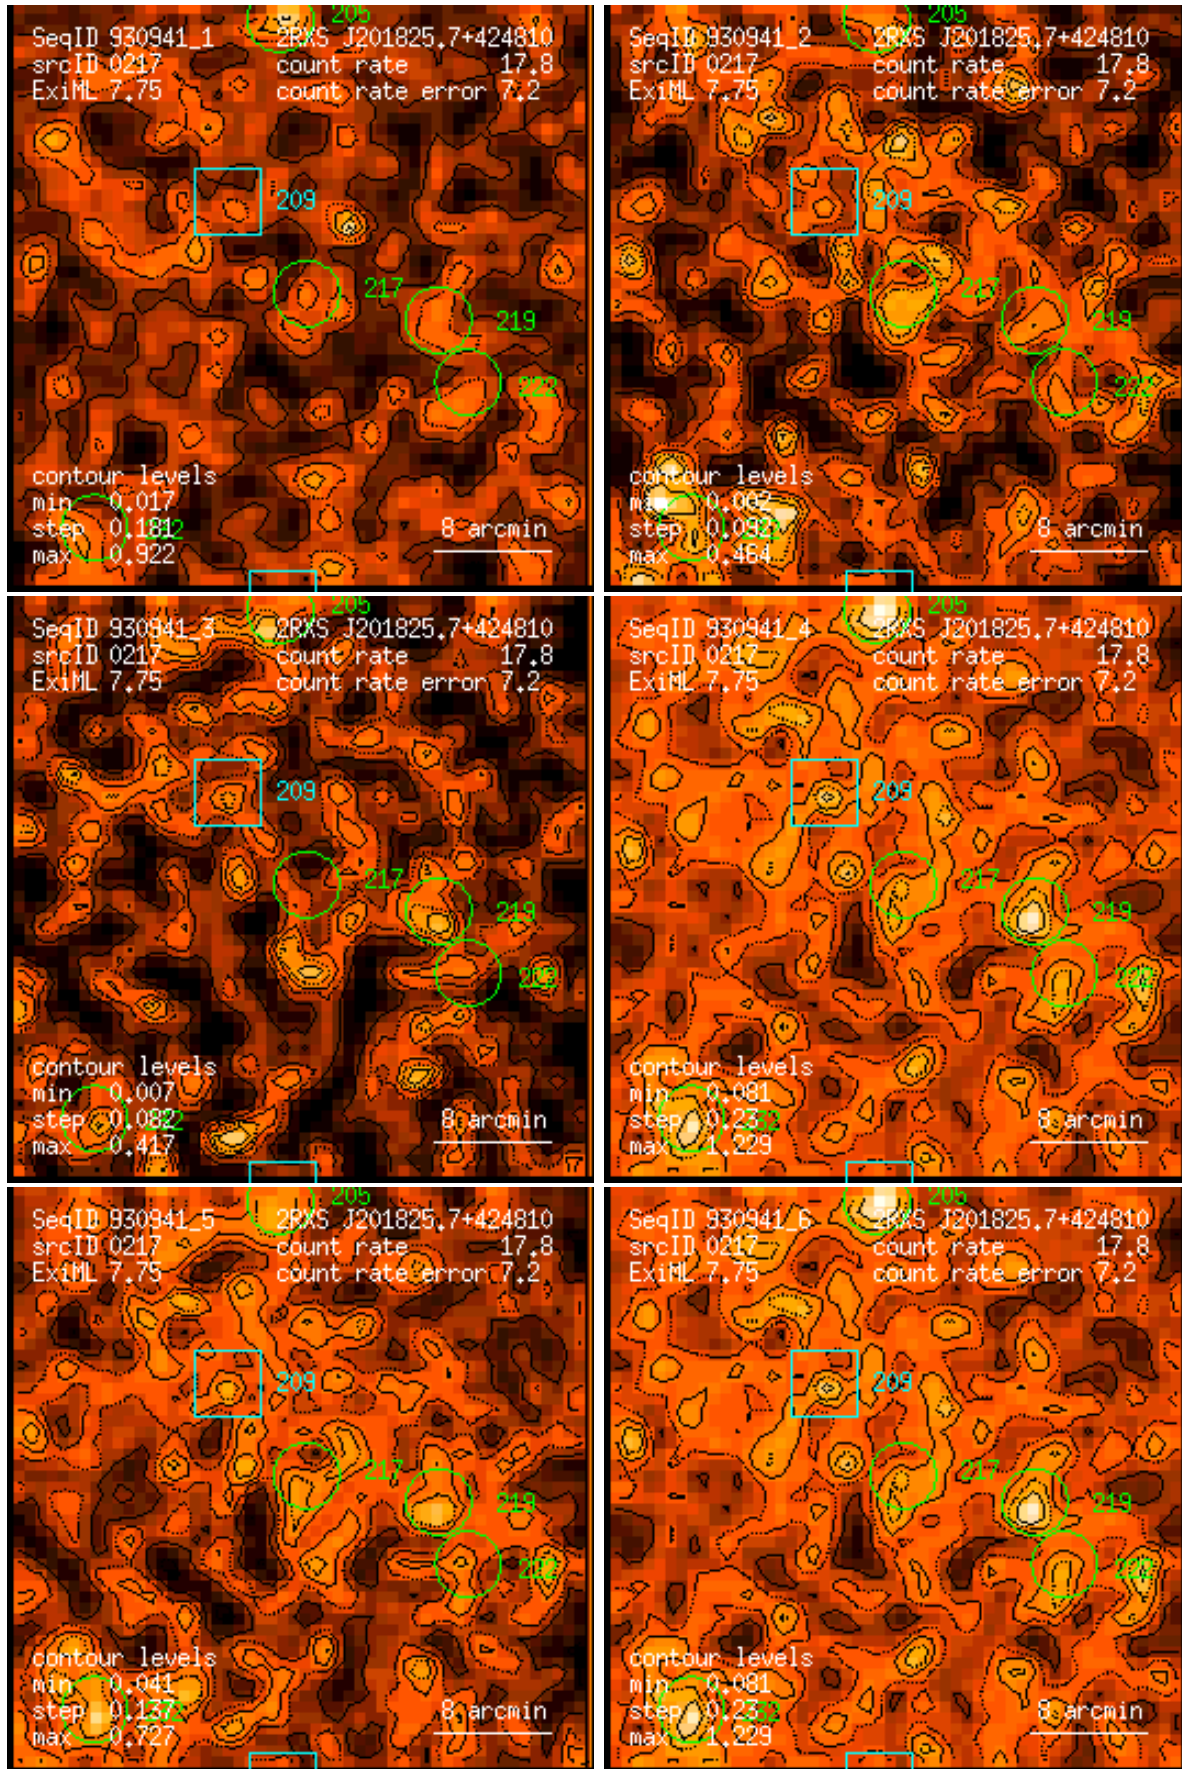 205
SeqID 930941_1 2RXS J201825.7+424810
srcID 0217 count rate 17.8
ExiML 7.75 count rate error 7.2
209
217
219
222
contour levels
min 0.017
step 0.181
8 arcmin
max 0.922
205
SeqID 930941_2 2RXS J201825.7+424810
srcID 0217 count rate 17.8
ExiML 7.75 count rate error 7.2
209
217
219
222
contour levels
min 0.002
step 0.092
8 arcmin
max 0.464
205
SeqID 930941_3 2RXS J201825.7+424810
srcID 0217 count rate 17.8
ExiML 7.75 count rate error 7.2
209
217
219
222
contour levels
min 0.007
step 0.082
8 arcmin
max 0.417
205
SeqID 930941_4 2RXS J201825.7+424810
srcID 0217 count rate 17.8
ExiML 7.75 count rate error 7.2
209
217
219
222
contour levels
min 0.081
step 0.23
8 arcmin
max 1.229
205
SeqID 930941_5 2RXS J201825.7+424810
srcID 0217 count rate 17.8
ExiML 7.75 count rate error 7.2
209
217
219
222
contour levels
min 0.041
step 0.137
8 arcmin
max 0.727
205
SeqID 930941_6 2RXS J201825.7+424810
srcID 0217 count rate 17.8
ExiML 7.75 count rate error 7.2
209
217
219
222
contour levels
min 0.081
step 0.23
8 arcmin
max 1.229